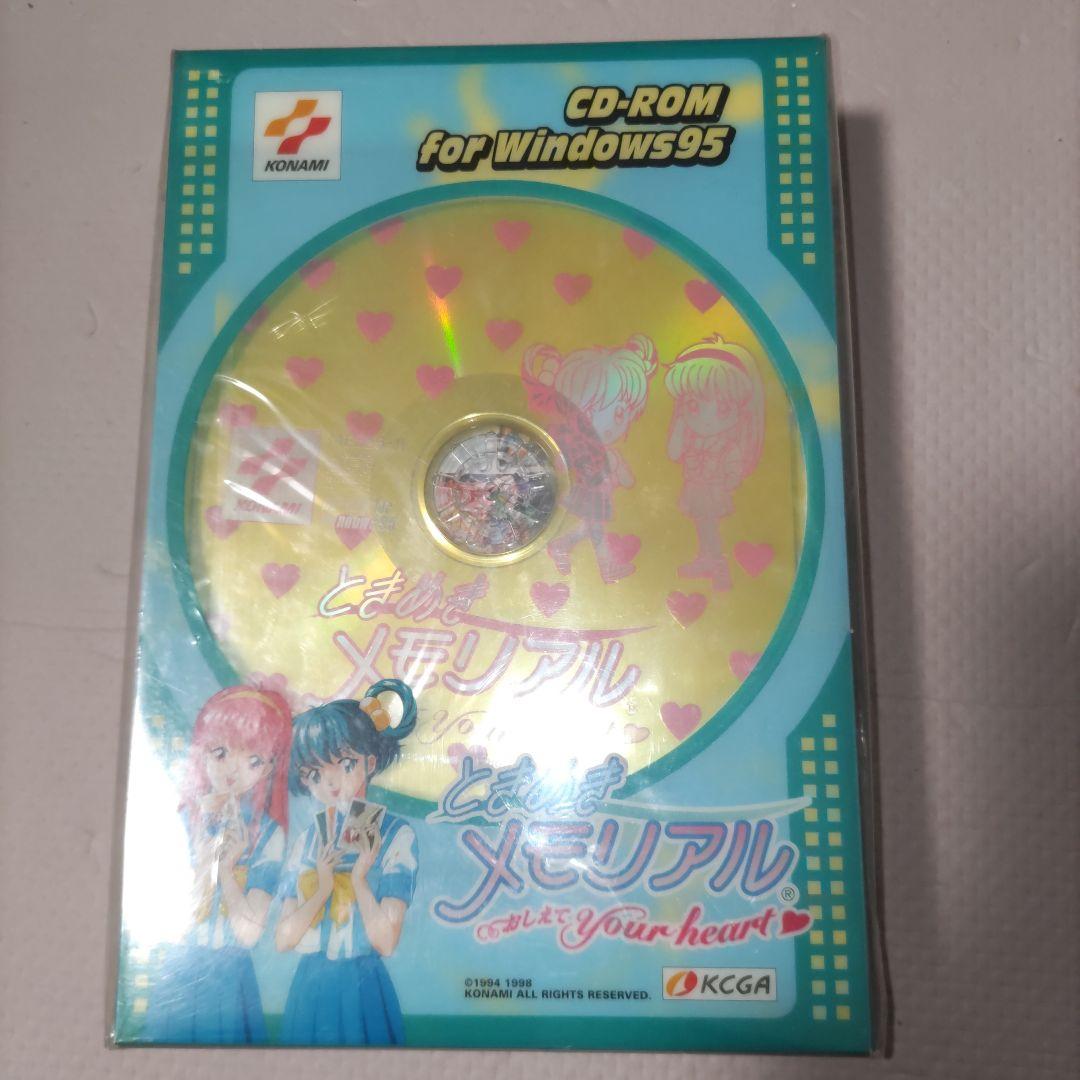 KONAMI
CD-ROM
for Windows95
KONAMI
ときめき
メモリアル
®
Your
ときめき
メモリアル
®
おしえて Your heart
©1994 1998
KONAMI ALL RIGHTS RESERVED.
KCGA